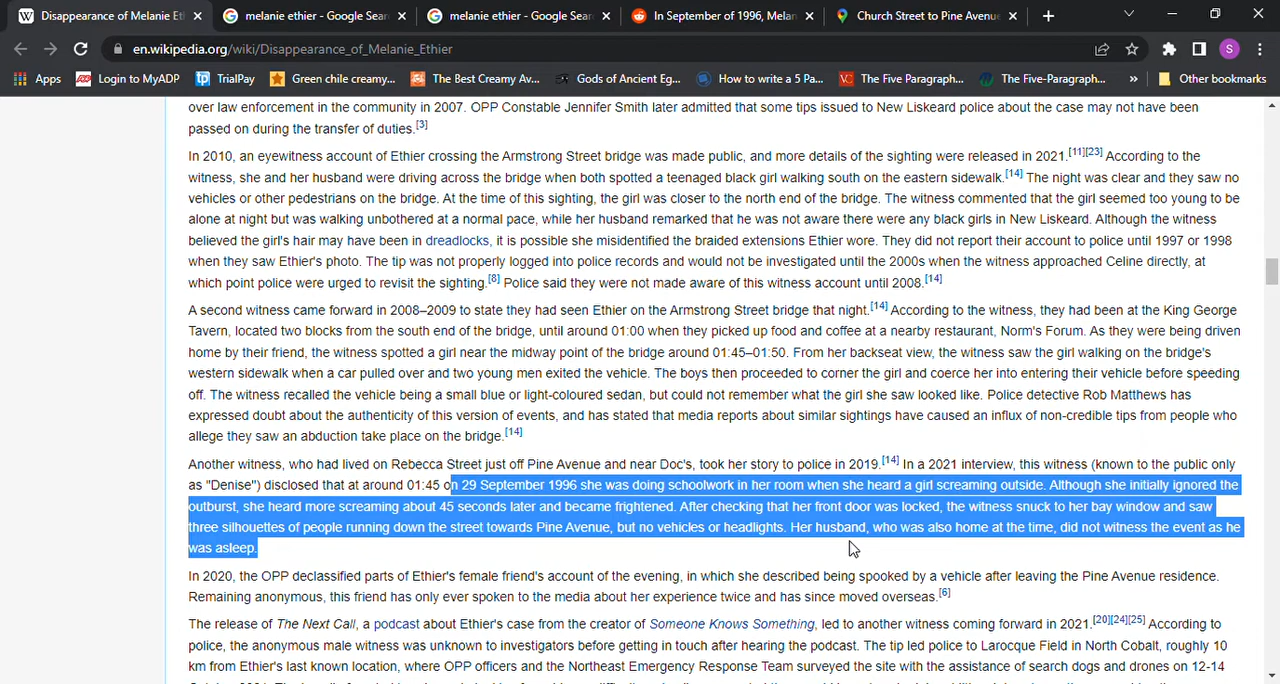 Disappearance of Melanie Et
melanie ethier - Google Sear
melanie ethier - Google Sear
In September of 1996, Melan
Church Street to Pine Avenue
en.wikipedia.org/wiki/Disappearance_of_Melanie_Ethier
S
Apps
Login to MyADP
TrialPay
Green chile creamy...
The Best Creamy Av...
Gods of Ancient Eg...
How to write a 5 Pa...
The Five Paragraph...
The Five-Paragraph...
»
Other bookmarks
over law enforcement in the community in 2007. OPP Constable Jennifer Smith later admitted that some tips issued to New Liskeard police about the case may not have been
passed on during the transfer of duties.[3]
In 2010, an eyewitness account of Ethier crossing the Armstrong Street bridge was made public, and more details of the sighting were released in 2021.[11][23] According to the
witness, she and her husband were driving across the bridge when both spotted a teenaged black girl walking south on the eastern sidewalk.[14] The night was clear and they saw no
vehicles or other pedestrians on the bridge. At the time of this sighting, the girl was closer to the north end of the bridge. The witness commented that the girl seemed too young to be
alone at night but was walking unbothered at a normal pace, while her husband remarked that he was not aware there were any black girls in New Liskeard. Although the witness
believed the girl's hair may have been in dreadlocks, it is possible she misidentified the braided extensions Ethier wore. They did not report their account to police until 1997 or 1998
when they saw Ethier's photo. The tip was not properly logged into police records and would not be investigated until the 2000s when the witness approached Celine directly, at
which point police were urged to revisit the sighting.[8] Police said they were not made aware of this witness account until 2008.[14]
A second witness came forward in 2008–2009 to state they had seen Ethier on the Armstrong Street bridge that night.[14] According to the witness, they had been at the King George
Tavern, located two blocks from the south end of the bridge, until around 01:00 when they picked up food and coffee at a nearby restaurant, Norm's Forum. As they were being driven
home by their friend, the witness spotted a girl near the midway point of the bridge around 01:45–01:50. From her backseat view, the witness saw the girl walking on the bridge's
western sidewalk when a car pulled over and two young men exited the vehicle. The boys then proceeded to corner the girl and coerce her into entering their vehicle before speeding
off. The witness recalled the vehicle being a small blue or light-coloured sedan, but could not remember what the girl she saw looked like. Police detective Rob Matthews has
expressed doubt about the authenticity of this version of events, and has stated that media reports about similar sightings have caused an influx of non-credible tips from people who
allege they saw an abduction take place on the bridge.[14]
Another witness, who had lived on Rebecca Street just off Pine Avenue and near Doc's, took her story to police in 2019.[14] In a 2021 interview, this witness (known to the public only
as "Denise") disclosed that at around 01:45 on 29 September 1996 she was doing schoolwork in her room when she heard a girl screaming outside. Although she initially ignored the
outburst, she heard more screaming about 45 seconds later and became frightened. After checking that her front door was locked, the witness snuck to her bay window and saw
three silhouettes of people running down the street towards Pine Avenue, but no vehicles or headlights. Her husband, who was also home at the time, did not witness the event as he
was asleep.
In 2020, the OPP declassified parts of Ethier's female friend's account of the evening, in which she described being spooked by a vehicle after leaving the Pine Avenue residence.
Remaining anonymous, this friend has only ever spoken to the media about her experience twice and has since moved overseas.[6]
The release of The Next Call, a podcast about Ethier's case from the creator of Someone Knows Something, led to another witness coming forward in 2021.[20][24][25] According to
police, the anonymous male witness was unknown to investigators before getting in touch after hearing the podcast. The tip led police to Larocque Field in North Cobalt, roughly 10
km from Ethier's last known location, where OPP officers and the Northeast Emergency Response Team surveyed the site with the assistance of search dogs and drones on 12-14